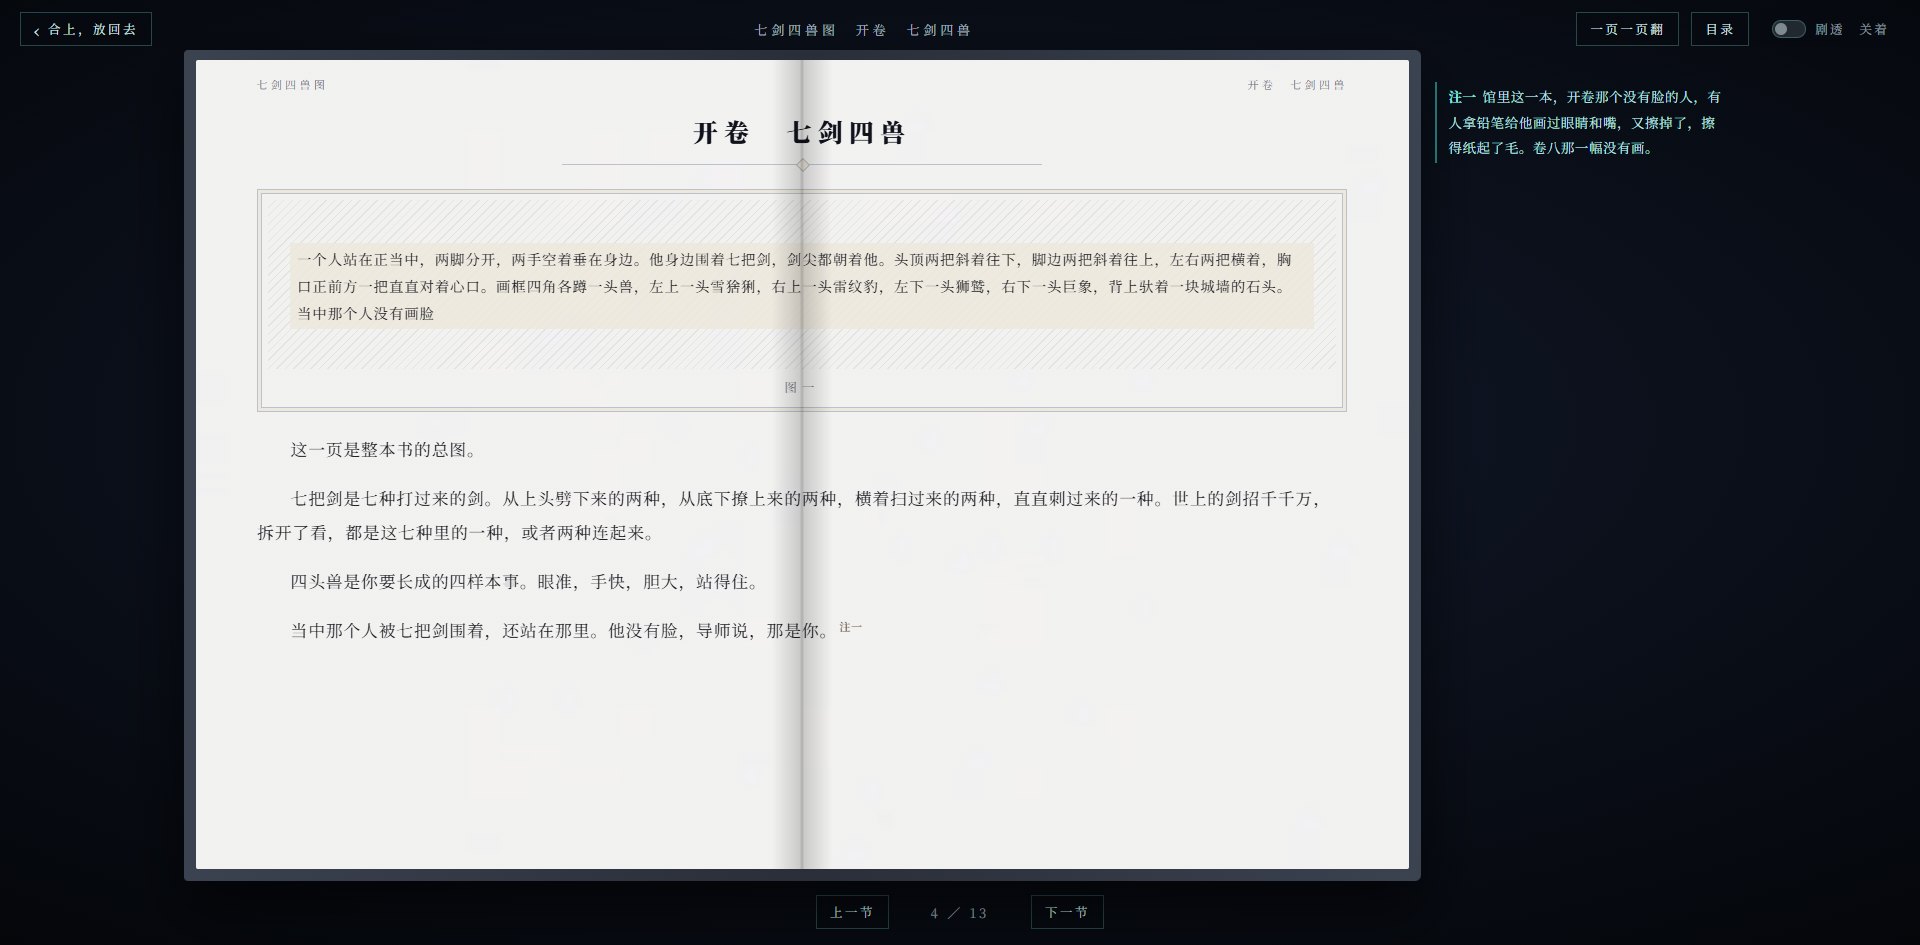 ‹ 合上，放回去
七剑四兽图　开卷　七剑四兽
一页一页翻
目录
剧透　关着
七剑四兽图
开卷　七剑四兽
开卷　七剑四兽
一个人站在正当中，两脚分开，两手空着垂在身边。他身边围着七把剑，剑尖都朝着他。头顶两把斜着往下，脚边两把斜着往上，左右两把横着，胸
口正前方一把直直对着心口。画框四角各蹲一头兽，左上一头雪猞猁，右上一头雷纹豹，左下一头狮鹫，右下一头巨象，背上驮着一块城墙的石头。
当中那个人没有画脸
图一
这一页是整本书的总图。
七把剑是七种打过来的剑。从上头劈下来的两种，从底下撩上来的两种，横着扫过来的两种，直直刺过来的一种。世上的剑招千千万，
拆开了看，都是这七种里的一种，或者两种连起来。
四头兽是你要长成的四样本事。眼准，手快，胆大，站得住。
当中那个人被七把剑围着，还站在那里。他没有脸，导师说，那是你。注一
注一 馆里这一本，开卷那个没有脸的人，有
人拿铅笔给他画过眼睛和嘴，又擦掉了，擦
得纸起了毛。卷八那一幅没有画。
上一节
4 ／ 13
下一节